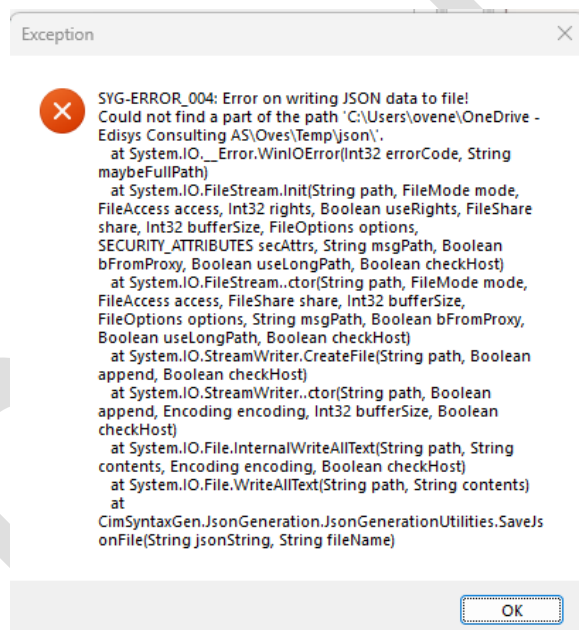 Exception
SYG-ERROR_004: Error on writing JSON data to file!
Could not find a part of the path 'C:\Users\ovene\OneDrive -
Edisys Consulting AS\Oves\Temp\json\'.
at System.IO.__Error.WinIOError(Int32 errorCode, String
maybeFullPath)
at System.IO.FileStream.Init(String path, FileMode mode,
FileAccess access, Int32 rights, Boolean useRights, FileShare
share, Int32 bufferSize, FileOptions options,
SECURITY_ATTRIBUTES secAttrs, String msgPath, Boolean
bFromProxy, Boolean useLongPath, Boolean checkHost)
at System.IO.FileStream..ctor(String path, FileMode mode,
FileAccess access, FileShare share, Int32 bufferSize,
FileOptions options, String msgPath, Boolean bFromProxy,
Boolean useLongPath, Boolean checkHost)
at System.IO.StreamWriter.CreateFile(String path, Boolean
append, Boolean checkHost)
at System.IO.StreamWriter..ctor(String path, Boolean
append, Encoding encoding, Int32 bufferSize, Boolean
checkHost)
at System.IO.File.InternalWriteAllText(String path, String
contents, Encoding encoding, Boolean checkHost)
at System.IO.File.WriteAllText(String path, String contents)
at
CimSyntaxGen.JsonGeneration.JsonGenerationUtilities.SaveJs
onFile(String jsonString, String fileName)
OK